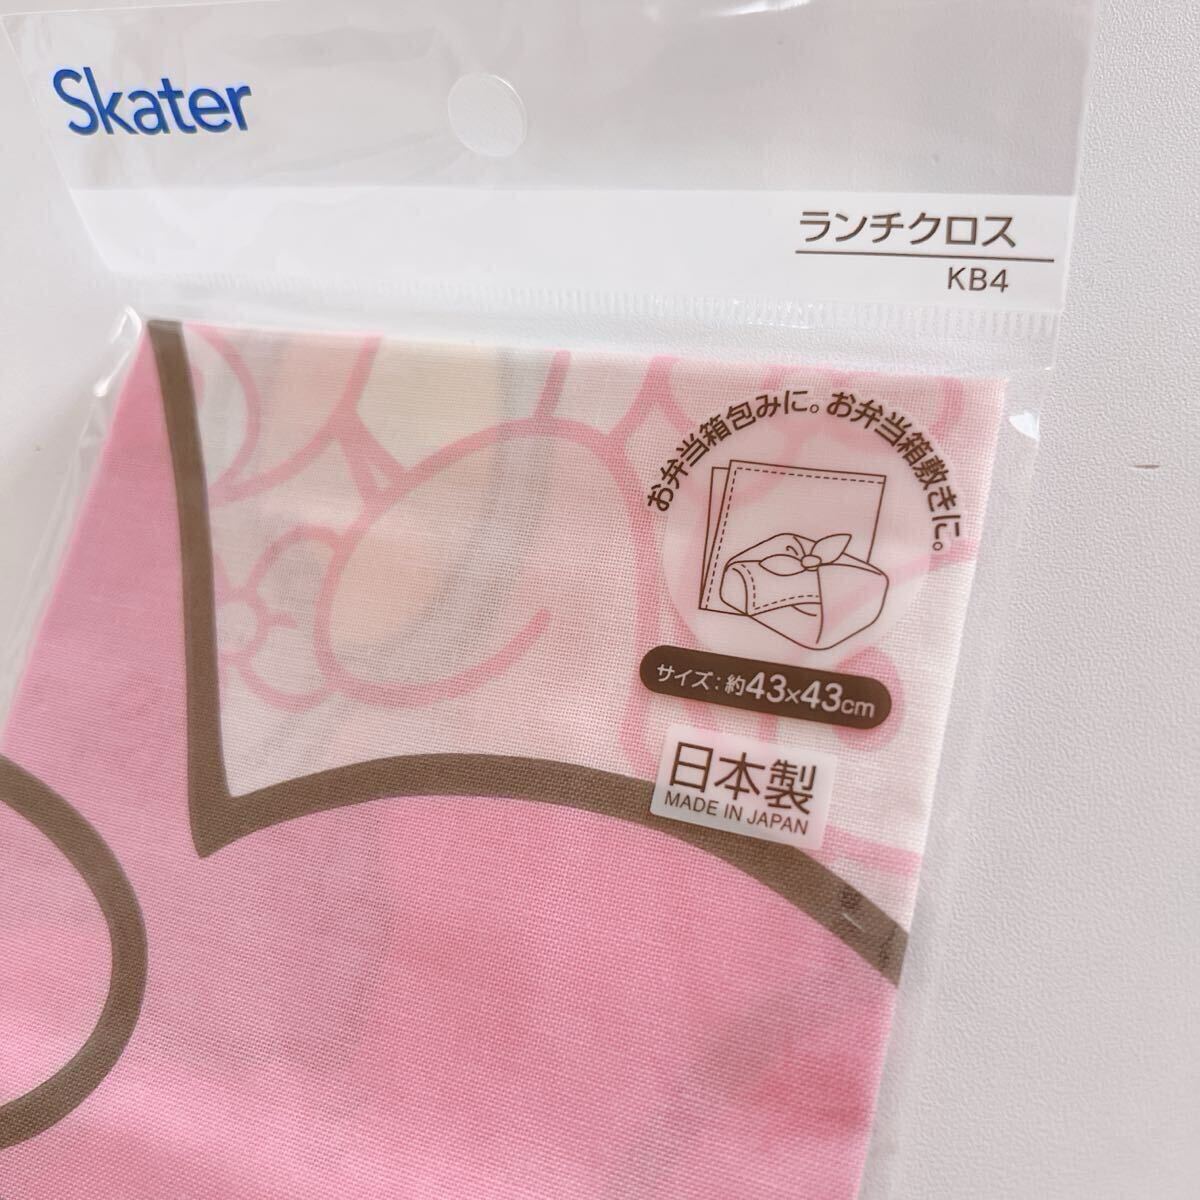 Skater
ランチクロス
KB4
お弁当箱包みに。お弁当箱敷きに。
サイズ:約43×43cm
日本製
MADE IN JAPAN